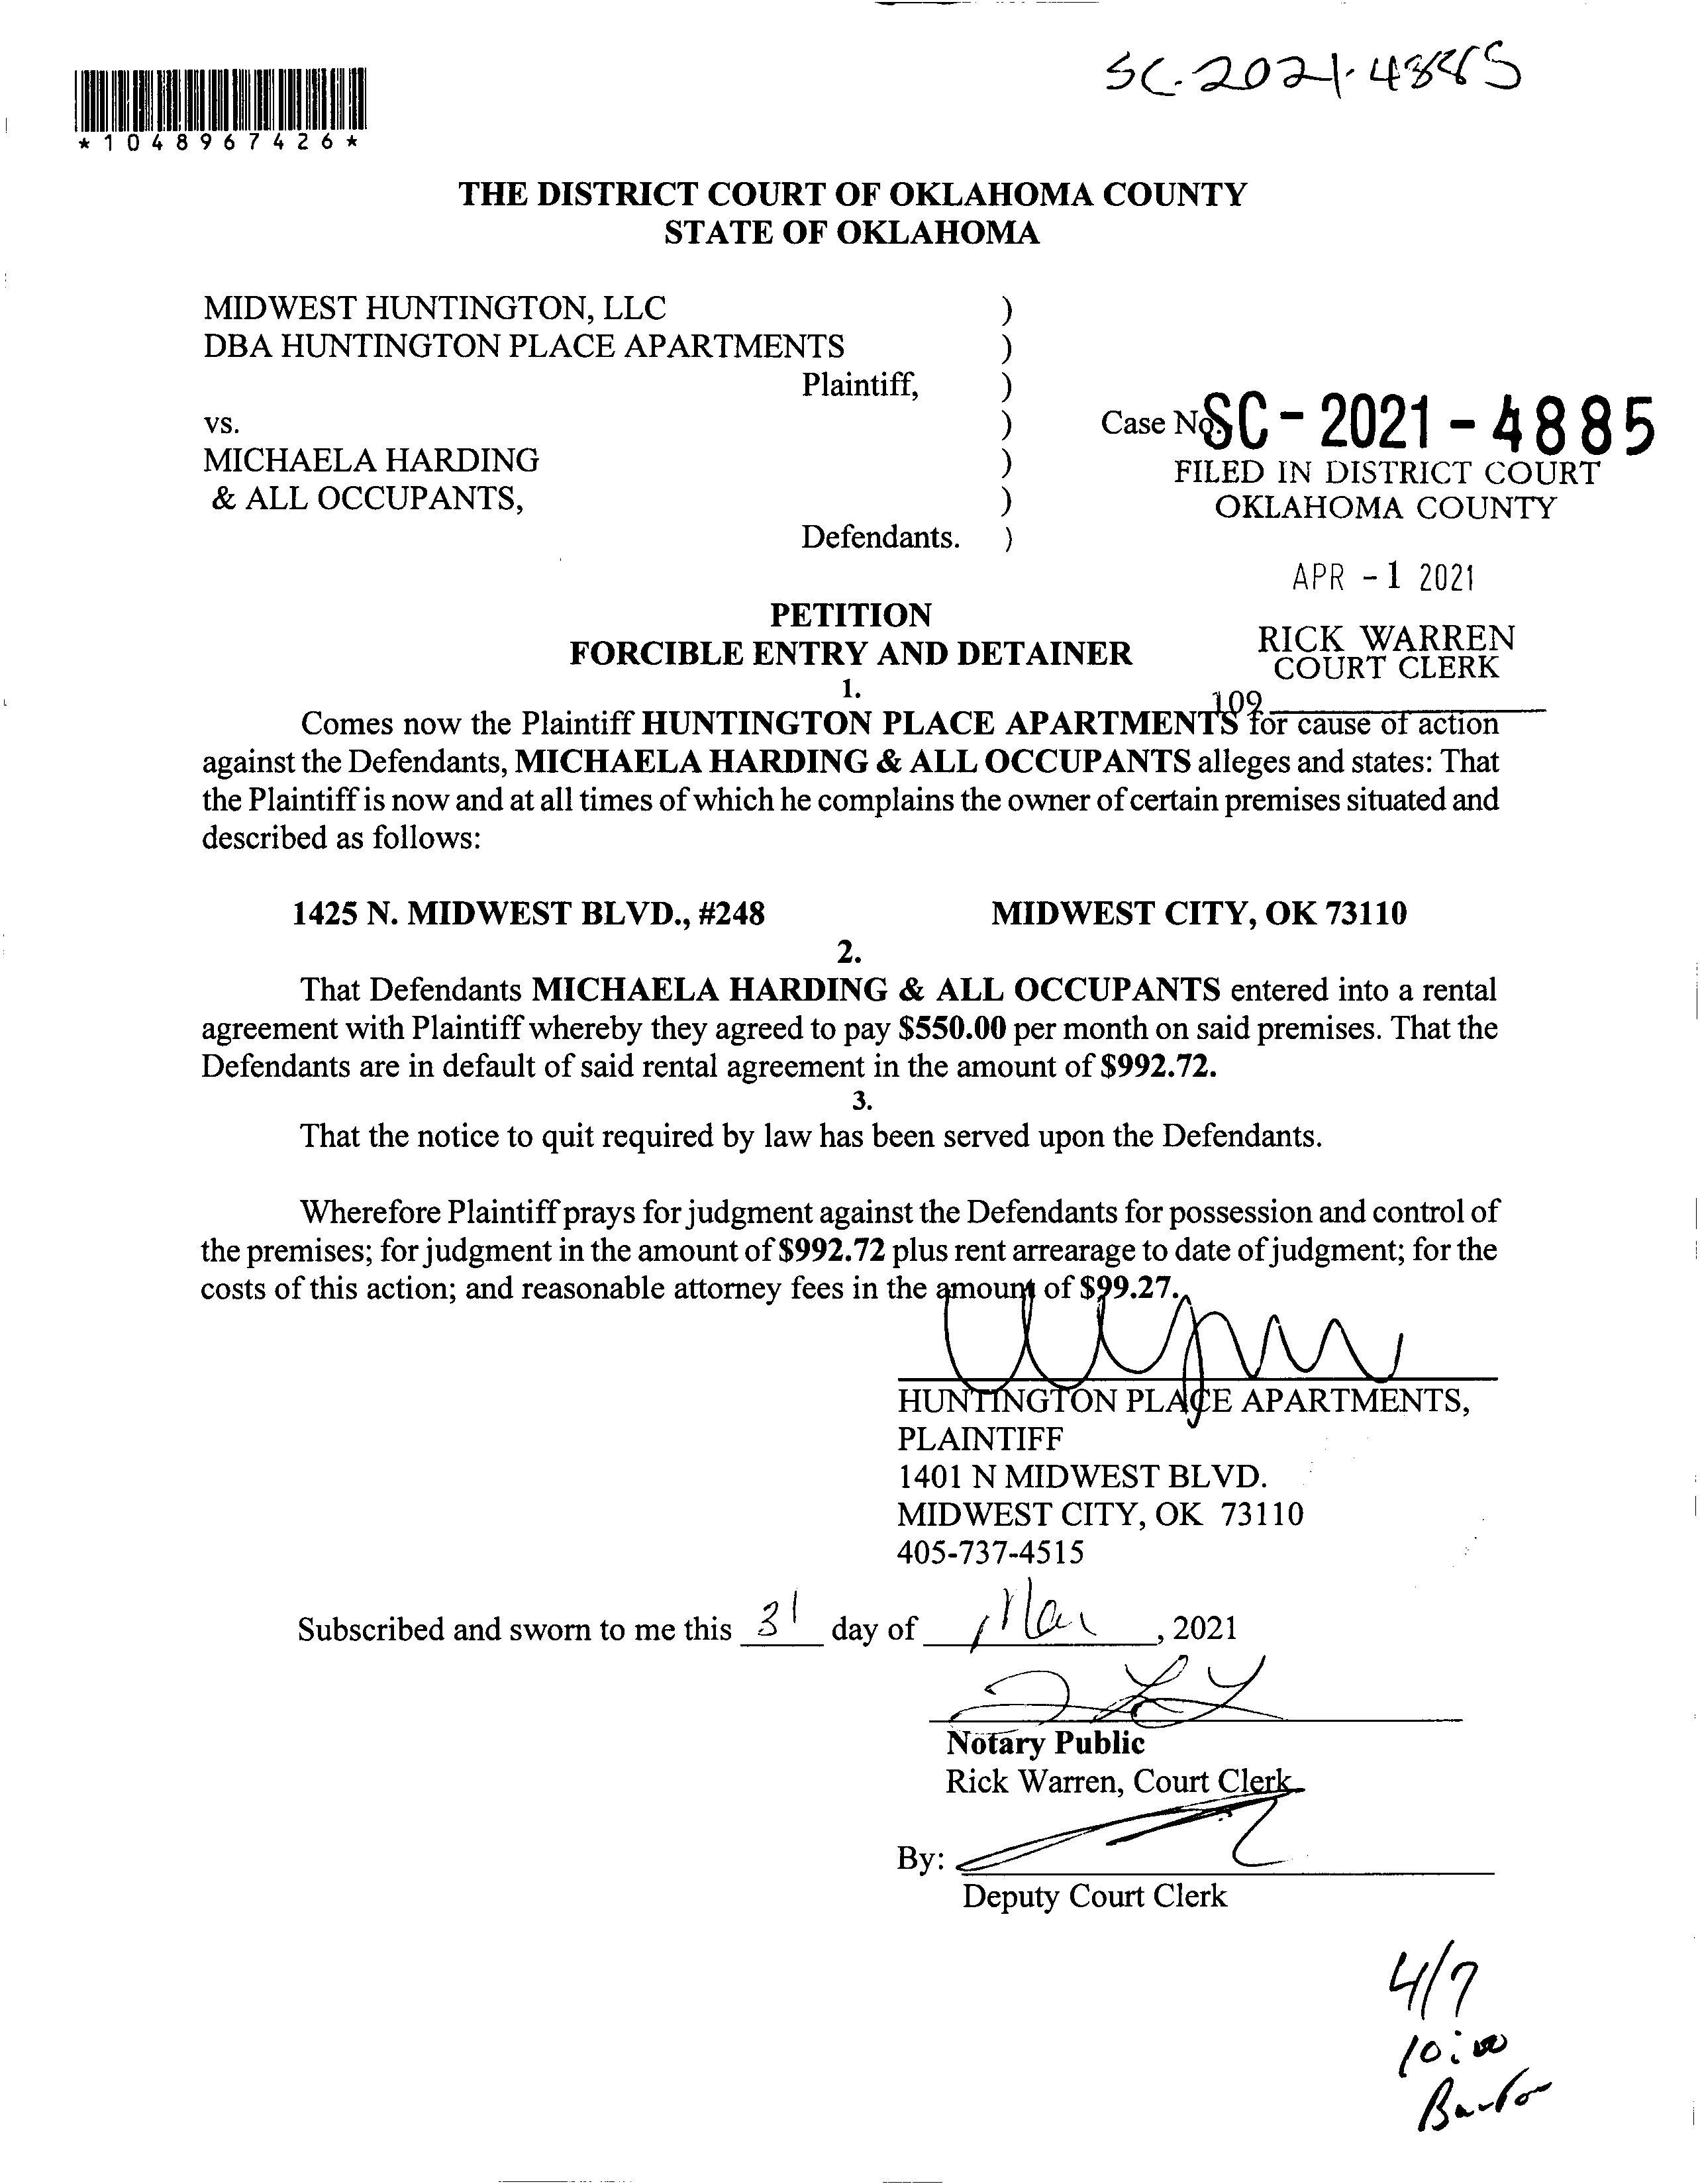 SC-2021-4885
*1048967426*
THE DISTRICT COURT OF OKLAHOMA COUNTY
STATE OF OKLAHOMA
MIDWEST HUNTINGTON, LLC )
DBA HUNTINGTON PLACE APARTMENTS )
Plaintiff, )
vs. ) Case No. SC-2021-4885
MICHAELA HARDING )
FILED IN DISTRICT COURT
& ALL OCCUPANTS, )
OKLAHOMA COUNTY
Defendants. )
APR -1 2021
PETITION
RICK WARREN
FORCIBLE ENTRY AND DETAINER
COURT CLERK
1.
109
Comes now the Plaintiff HUNTINGTON PLACE APARTMENTS for cause of action
against the Defendants, MICHAELA HARDING & ALL OCCUPANTS alleges and states: That
the Plaintiff is now and at all times of which he complains the owner of certain premises situated and
described as follows:
1425 N. MIDWEST BLVD., #248 MIDWEST CITY, OK 73110
2.
That Defendants MICHAELA HARDING & ALL OCCUPANTS entered into a rental
agreement with Plaintiff whereby they agreed to pay $550.00 per month on said premises. That the
Defendants are in default of said rental agreement in the amount of $992.72.
3.
That the notice to quit required by law has been served upon the Defendants.
Wherefore Plaintiff prays for judgment against the Defendants for possession and control of
the premises; for judgment in the amount of $992.72 plus rent arrearage to date of judgment; for the
costs of this action; and reasonable attorney fees in the amount of $99.27.
HUNTINGTON PLACE APARTMENTS,
PLAINTIFF
1401 N MIDWEST BLVD.
MIDWEST CITY, OK 73110
405-737-4515
Subscribed and sworn to me this 31 day of Mar, 2021
Notary Public
Rick Warren, Court Clerk
By:
Deputy Court Clerk
4/7
10:00